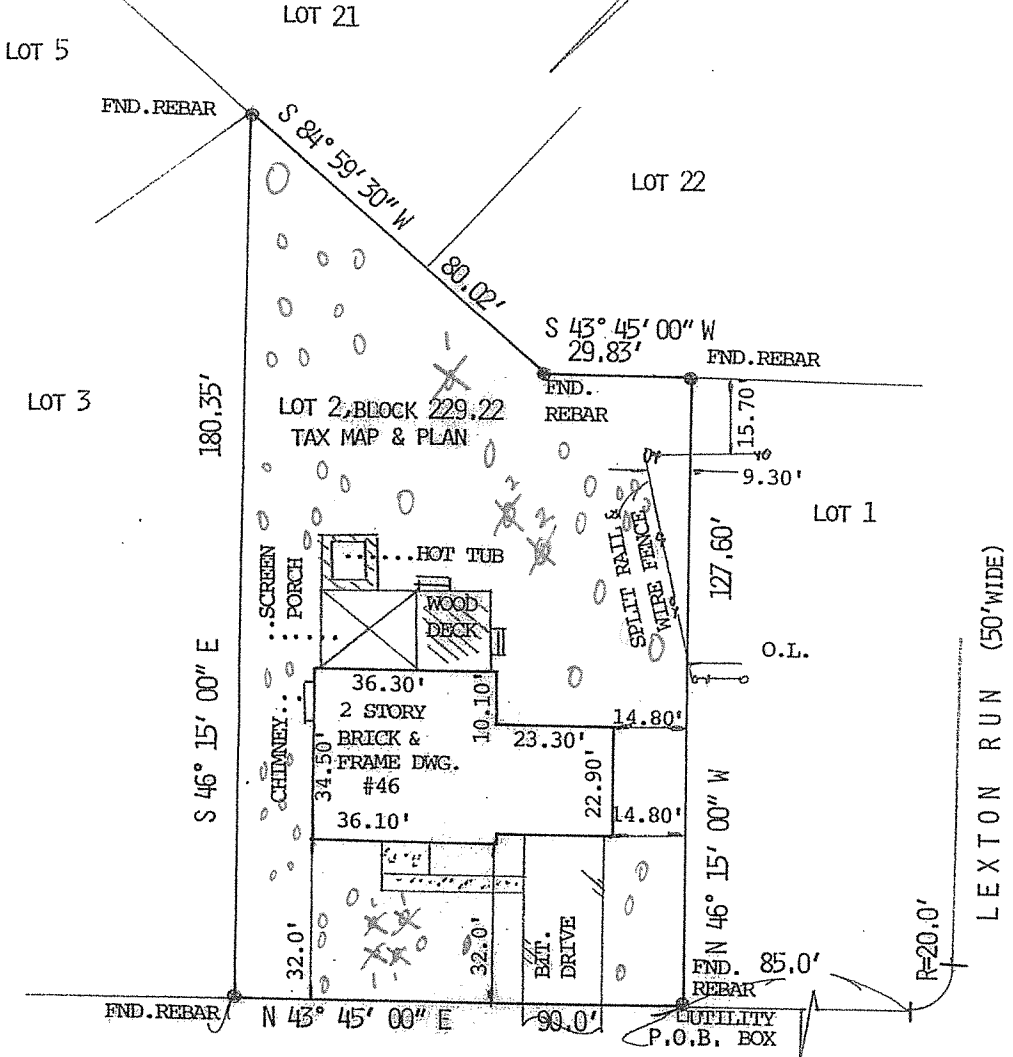 LOT 21
LOT 5
FND.REBAR
S 84° 59' 30" W
LOT 22
80.02'
S 43° 45' 00" W
29.83'
FND.REBAR
FND.
REBAR
LOT 3
180.35'
LOT 2,BLOCK 229.22
TAX MAP & PLAN
15.70'
9.30'
LOT 1
SPLIT RAIL &
WIRE FENCE
127.60'
LEXTON RUN (50'WIDE)
SCREEN
PORCH
HOT TUB
WOOD
DECK
O.L.
S 46° 15' 00" E
36.30'
10.10'
14.80'
CHIMNEY
2 STORY
BRICK &
FRAME DWG.
#46
34.50'
23.30'
22.90'
36.10'
14.80'
N 46° 15' 00" W
32.0'
32.0'
BIT.
DRIVE
R=20.0'
FND.
REBAR
85.0'
FND.REBAR
N 43° 45' 00" E
90.0'
UTILITY
BOX
P.O.B.